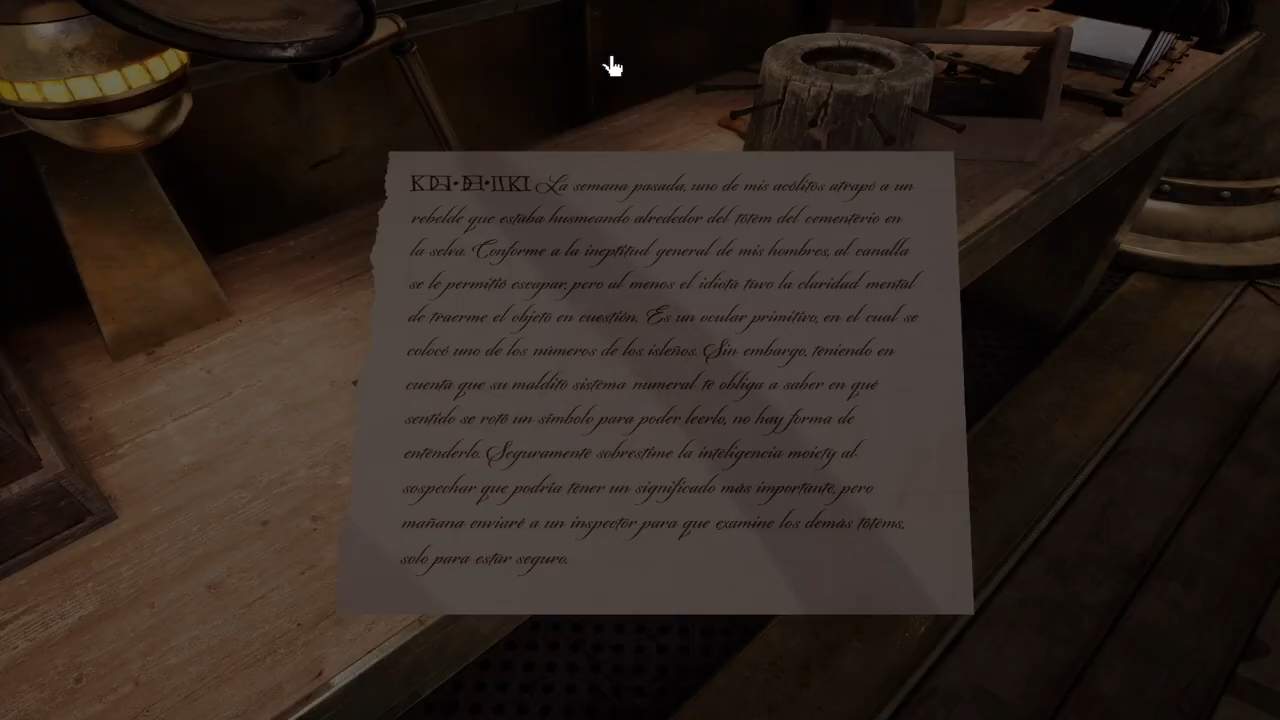 La semana pasada, uno de mis acólitos atrapó a un
rebelde que estaba husmeando alrededor del tótem del cementerio en
la selva. Conforme a la ineptitud general de mis hombres, al canalla
se le permitió escapar, pero al menos el idiota tuvo la claridad mental
de traerme el objeto en cuestión. Es un ocular primitivo, en el cual se
colocó uno de los números de los isleños. Sin embargo, teniendo en
cuenta que su maldito sistema numeral te obliga a saber en qué
sentido se rotó un símbolo para poder leerlo, no hay forma de
entenderlo. Seguramente sobrestime la inteligencia moiety al
sospechar que podría tener un significado más importante, pero
mañana enviaré a un inspector para que examine los demás tótems,
solo para estar seguro.